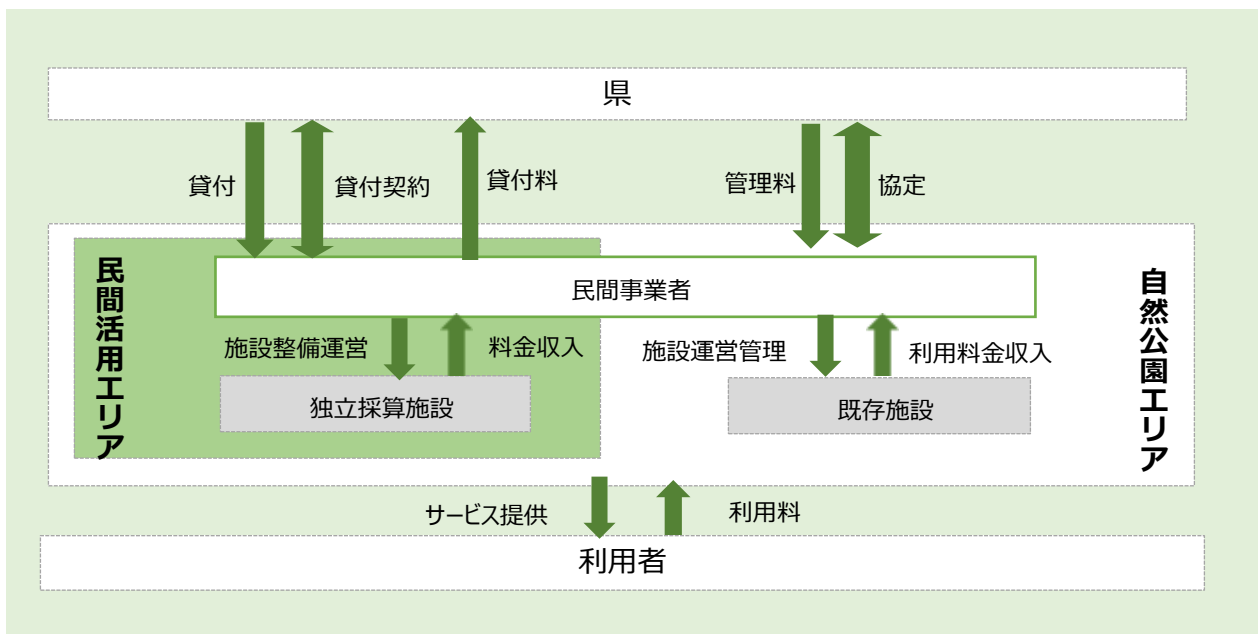 県
貸付
貸付契約
貸付料
管理料
協定
民間活用エリア
民間事業者
自然公園エリア
施設整備運営
料金収入
施設運営管理
利用料金収入
独立採算施設
既存施設
サービス提供
利用料
利用者